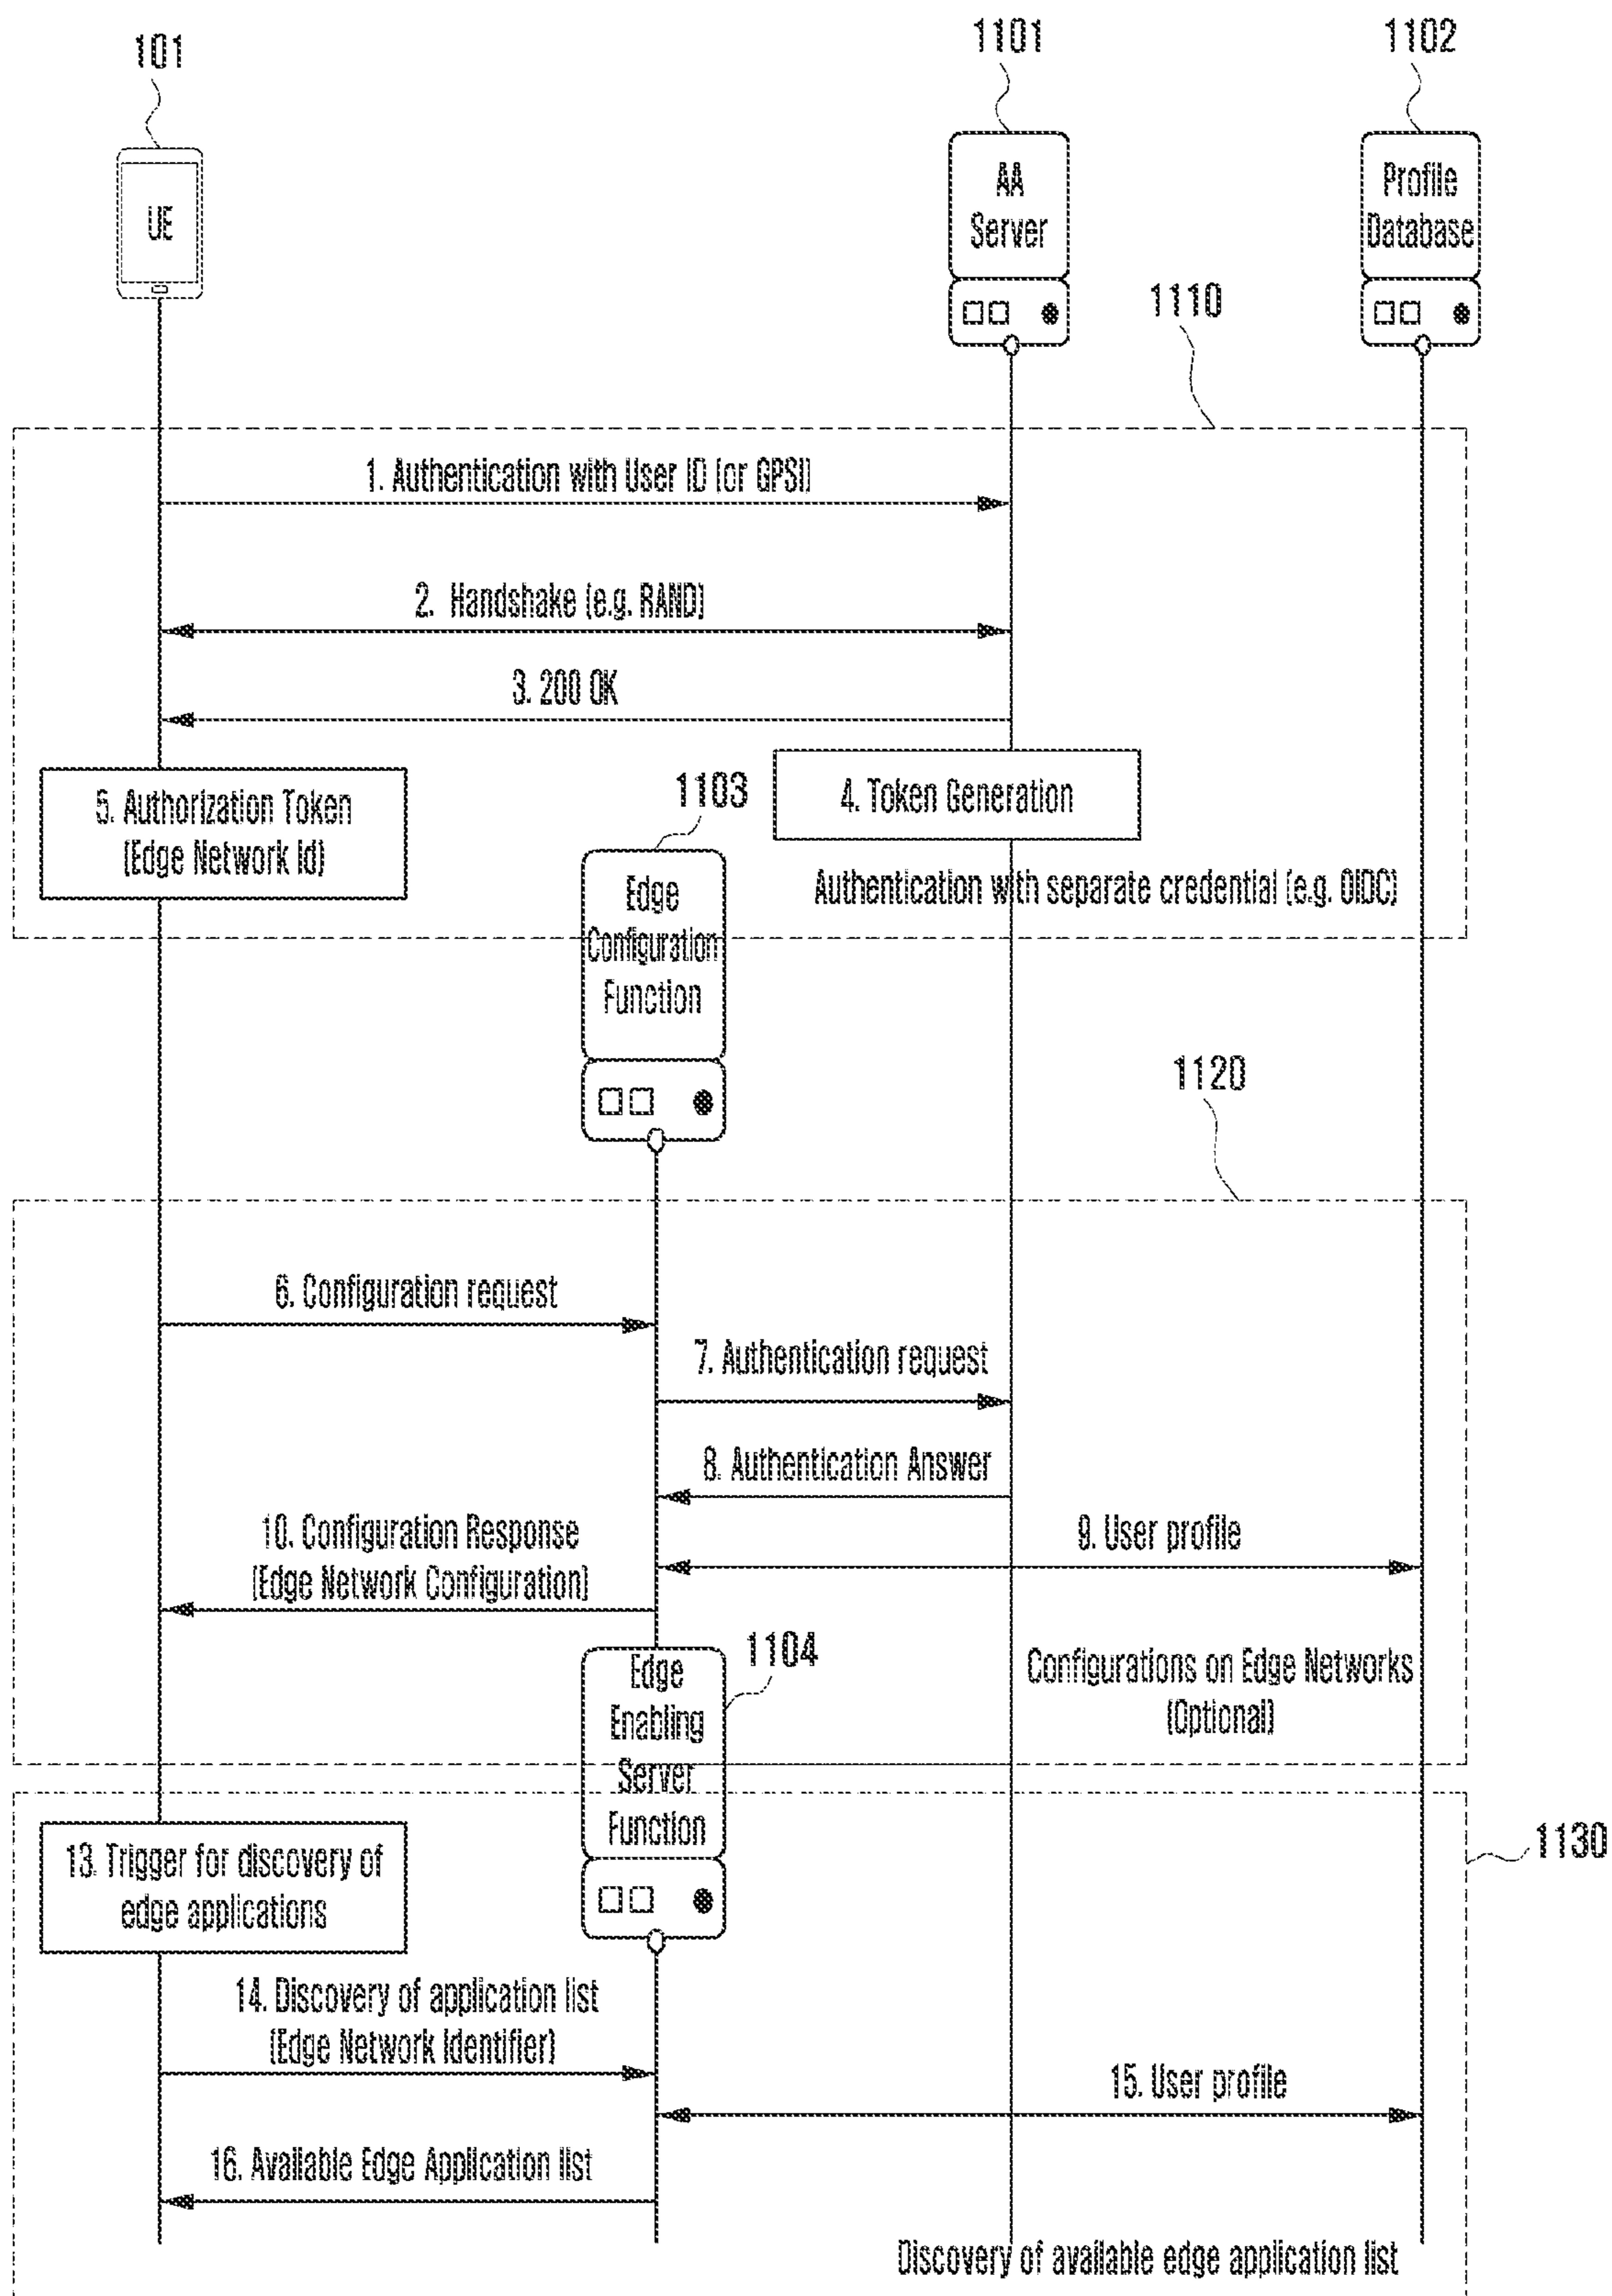 101
1101
1102
UE
AA
Server
Profile
Database
1110
1. Authentication with User ID (or GPSI)
2. Handshake (e.g. RAND)
3. 200 OK
4. Token Generation
5. Authorization Token
(Edge Network Id)
1103
Edge
Configuration
Function
Authentication with separate credential (e.g. OIDC)
1120
6. Configuration request
7. Authentication request
8. Authentication Answer
9. User profile
10. Configuration Response
(Edge Network Configuration)
1104
Edge
Enabling
Server
Function
Configurations on Edge Networks
(Optional)
1130
13. Trigger for discovery of
edge applications
14. Discovery of application list
(Edge Network Identifier)
15. User profile
16. Available Edge Application list
Discovery of available edge application list